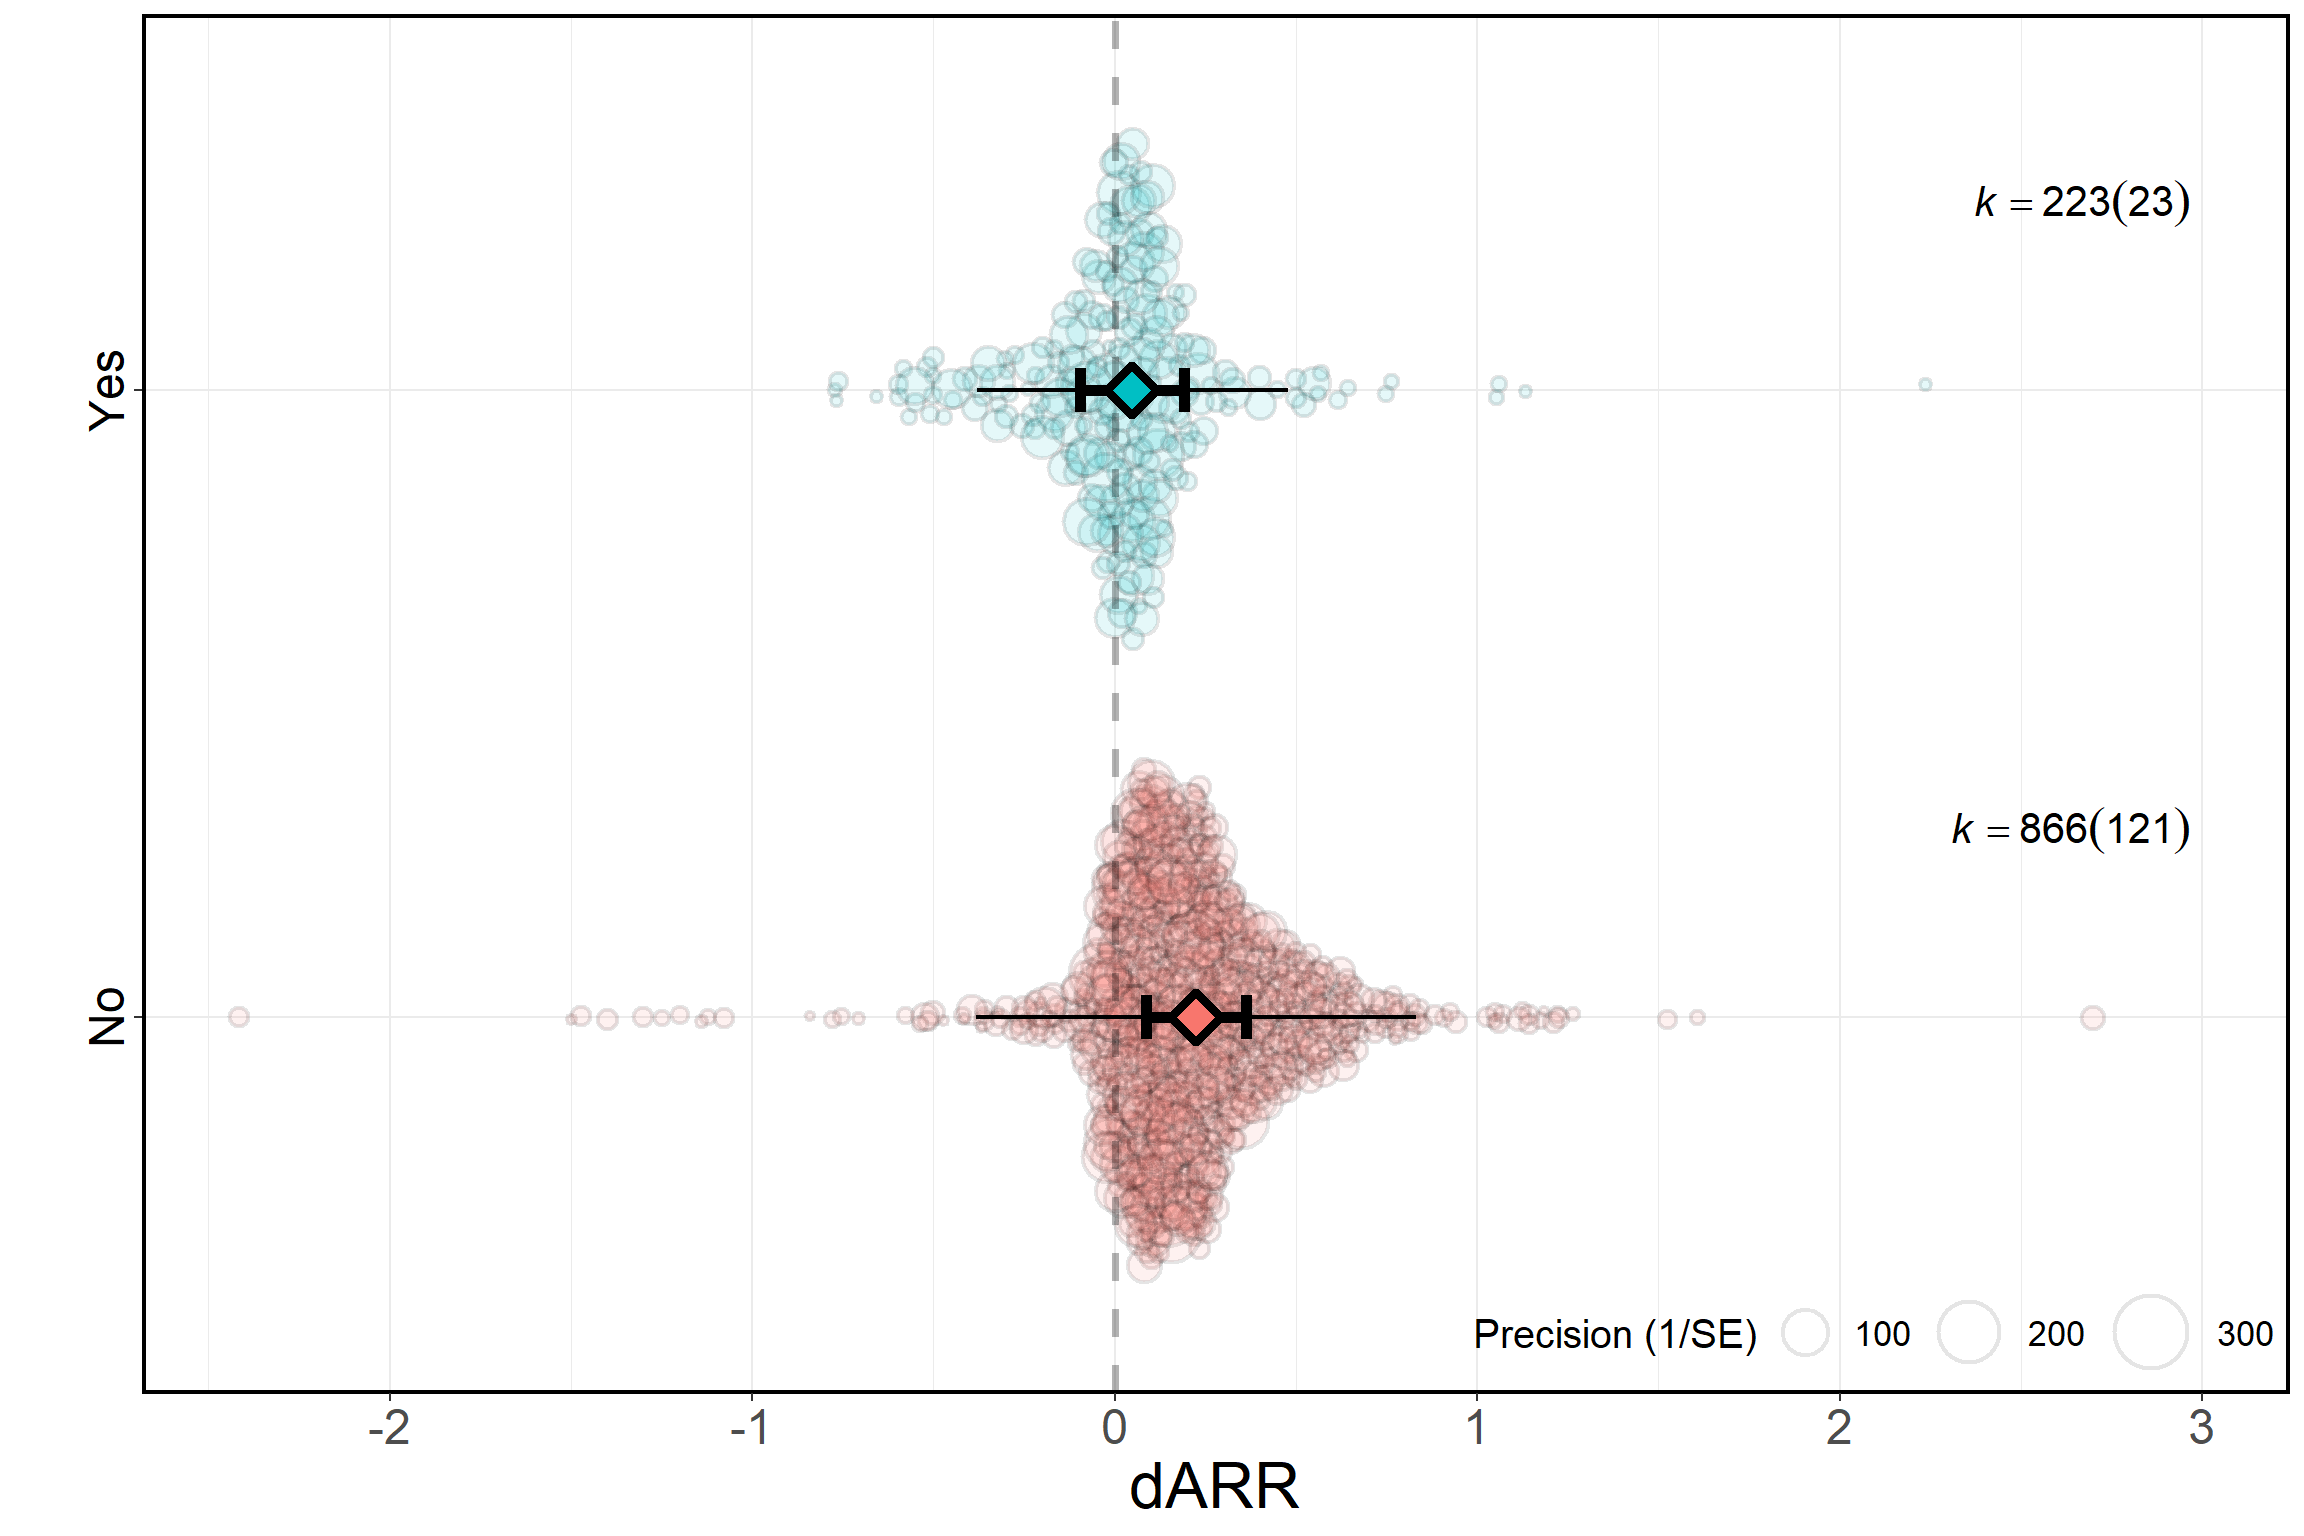 Yes
k = 223(23)
No
k = 866(121)
Precision (1/SE) 100 200 300
-2 -1 0 1 2 3
dARR